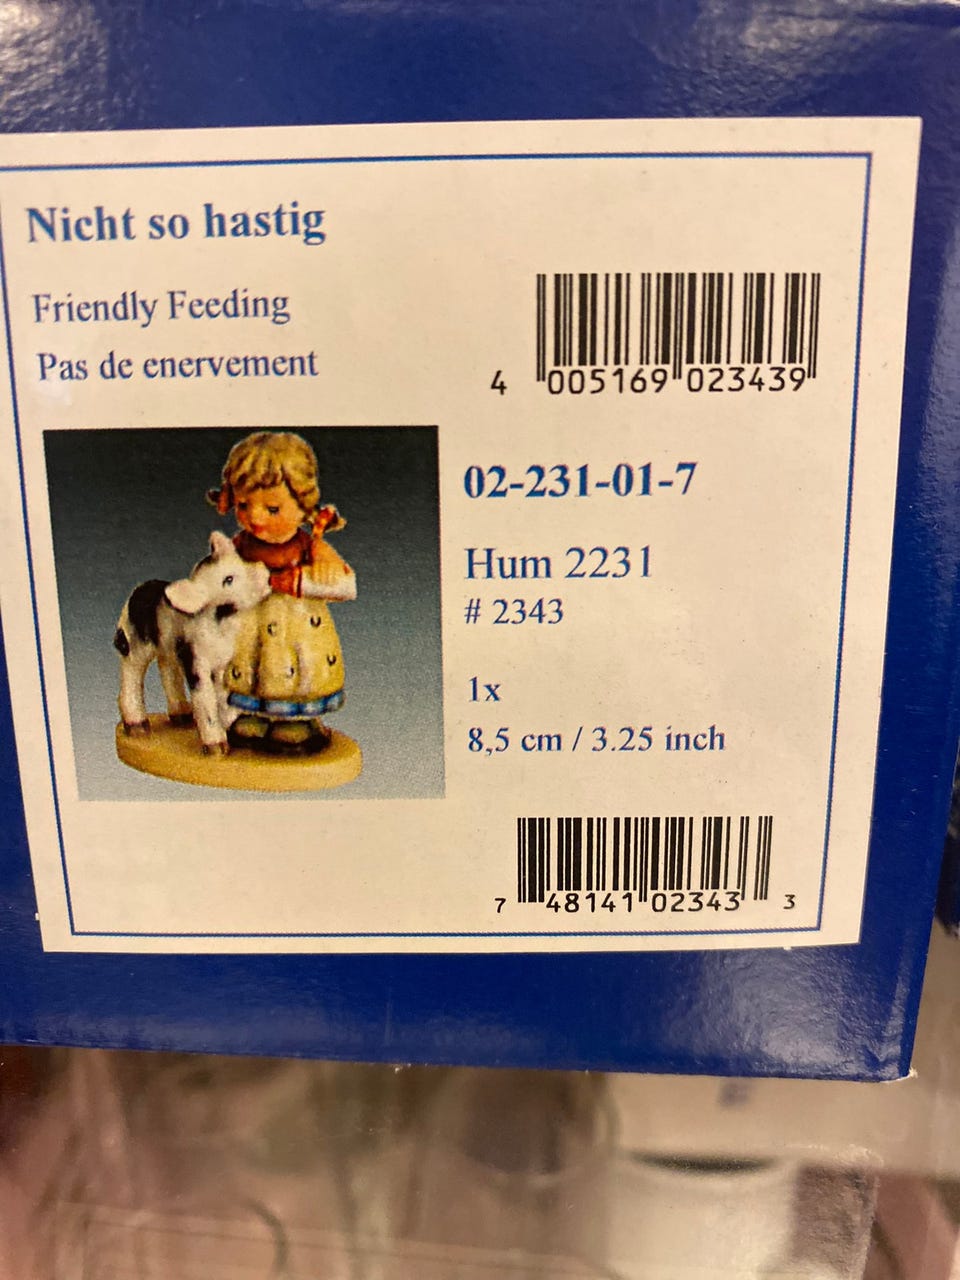 Nicht so hastig
Friendly Feeding
Pas de enervement
4 005169 023439
02-231-01-7
Hum 2231
# 2343
1x
8,5 cm / 3.25 inch
7 48141 02343 3